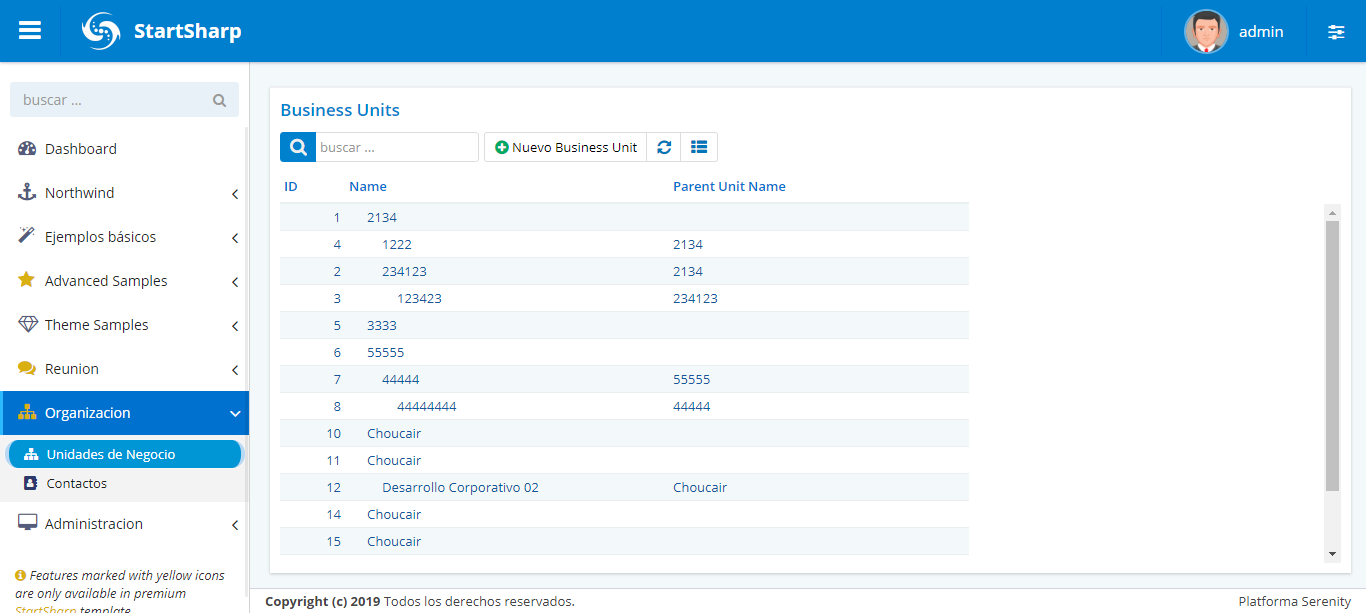 StartSharp
admin
buscar ...
Dashboard
Northwind
Ejemplos básicos
Advanced Samples
Theme Samples
Reunion
Organizacion
Unidades de Negocio
Contactos
Administracion
Features marked with yellow icons
are only available in premium
StartSharp template
Business Units
buscar ...
Nuevo Business Unit
ID Name Parent Unit Name
1 2134
4 1222 2134
2 234123 2134
3 123423 234123
5 3333
6 55555
7 44444 55555
8 44444444 44444
10 Choucair
11 Choucair
12 Desarrollo Corporativo 02 Choucair
14 Choucair
15 Choucair
Copyright (c) 2019 Todos los derechos reservados.
Platforma Serenity